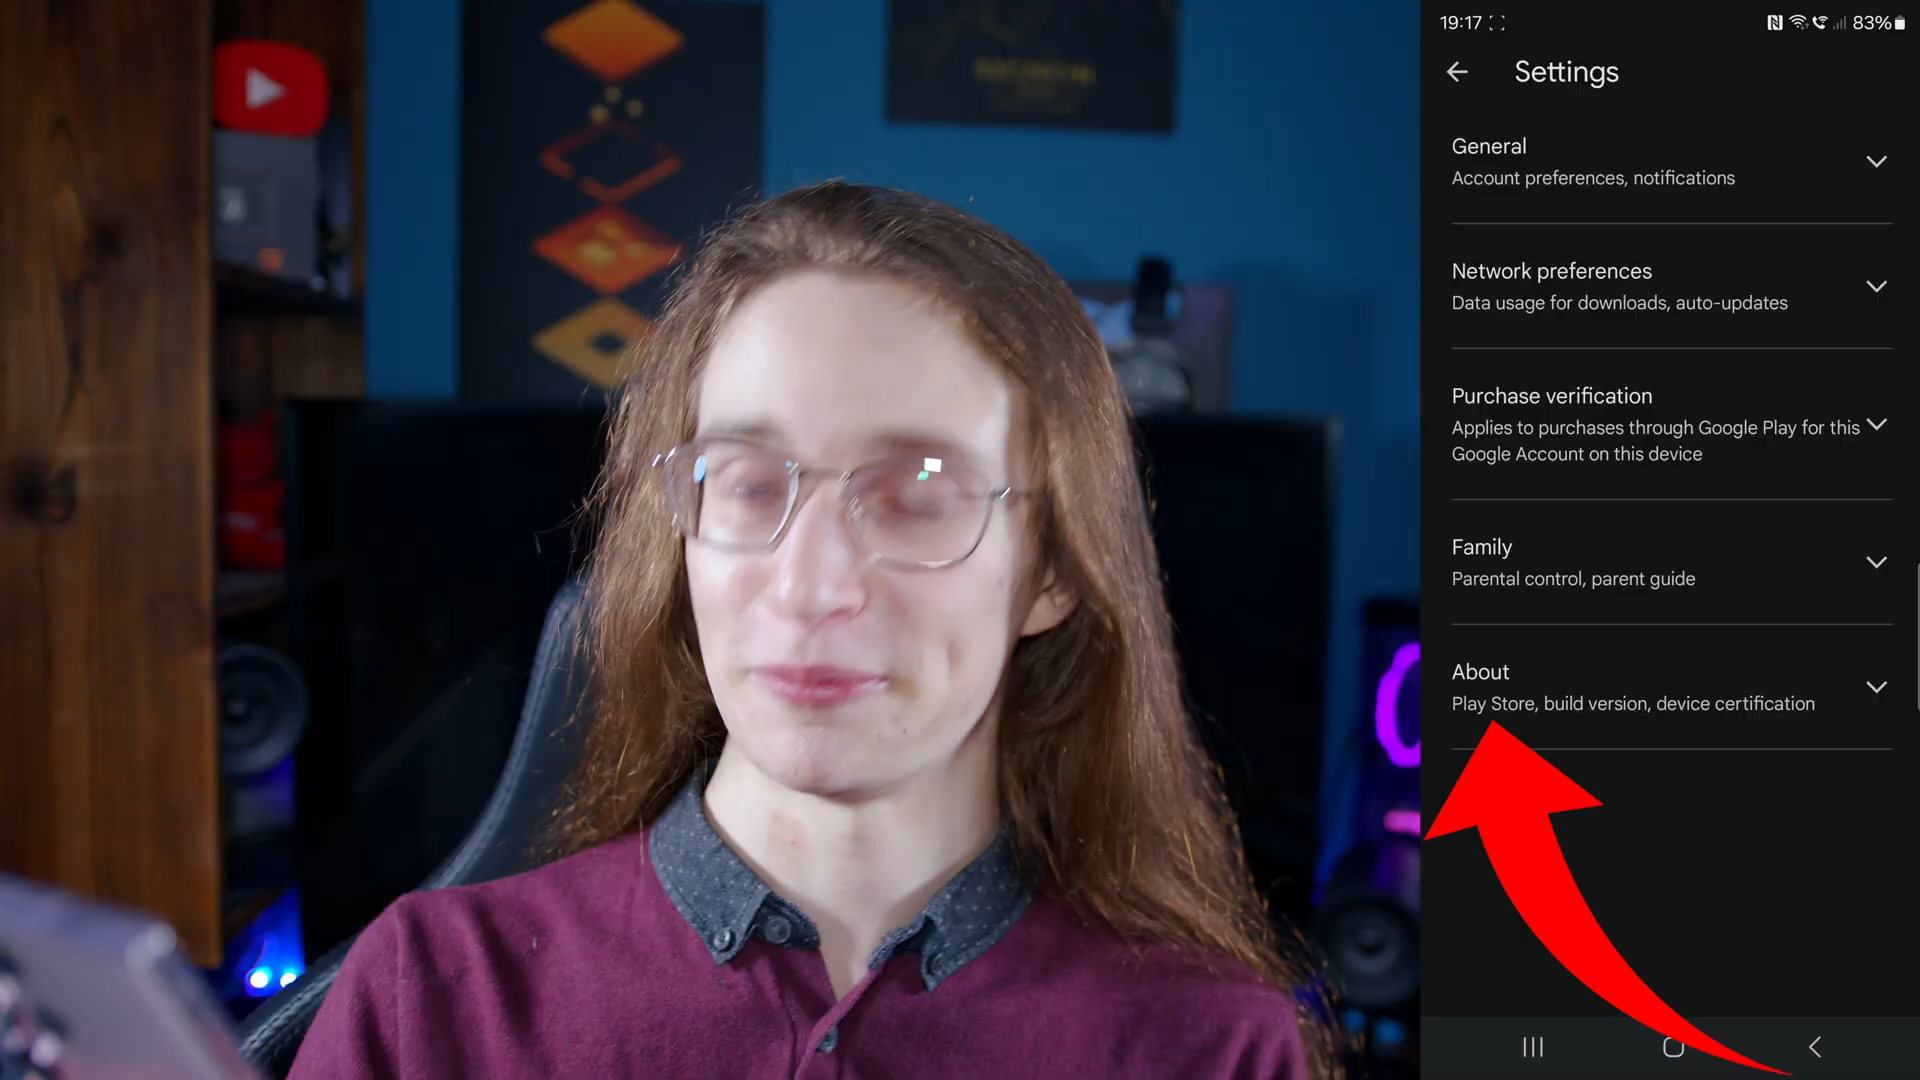 19:17
83%
Settings
General
Account preferences, notifications
Network preferences
Data usage for downloads, auto-updates
Purchase verification
Applies to purchases through Google Play for this
Google Account on this device
Family
Parental control, parent guide
About
Play Store, build version, device certification